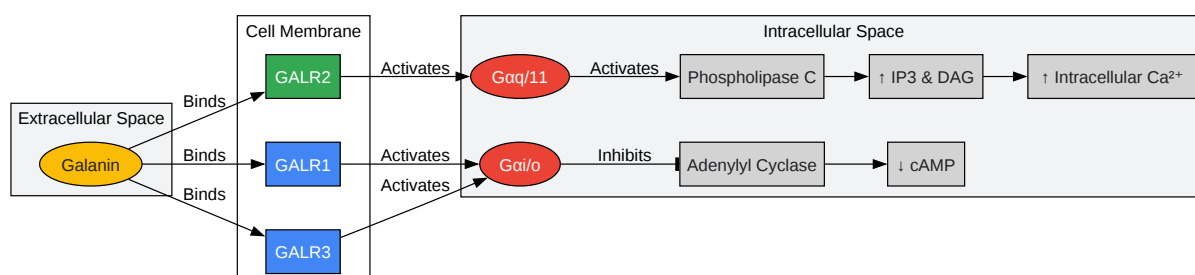 Cell Membrane
Intracellular Space
GALR2
Activates
Gαq/11
Activates
Phospholipase C
↑ IP3 & DAG
↑ Intracellular Ca²⁺
Binds
Extracellular Space
Galanin
Binds
GALR1
Activates
Gαi/o
Inhibits
Adenylyl Cyclase
↓ cAMP
Binds
Activates
GALR3